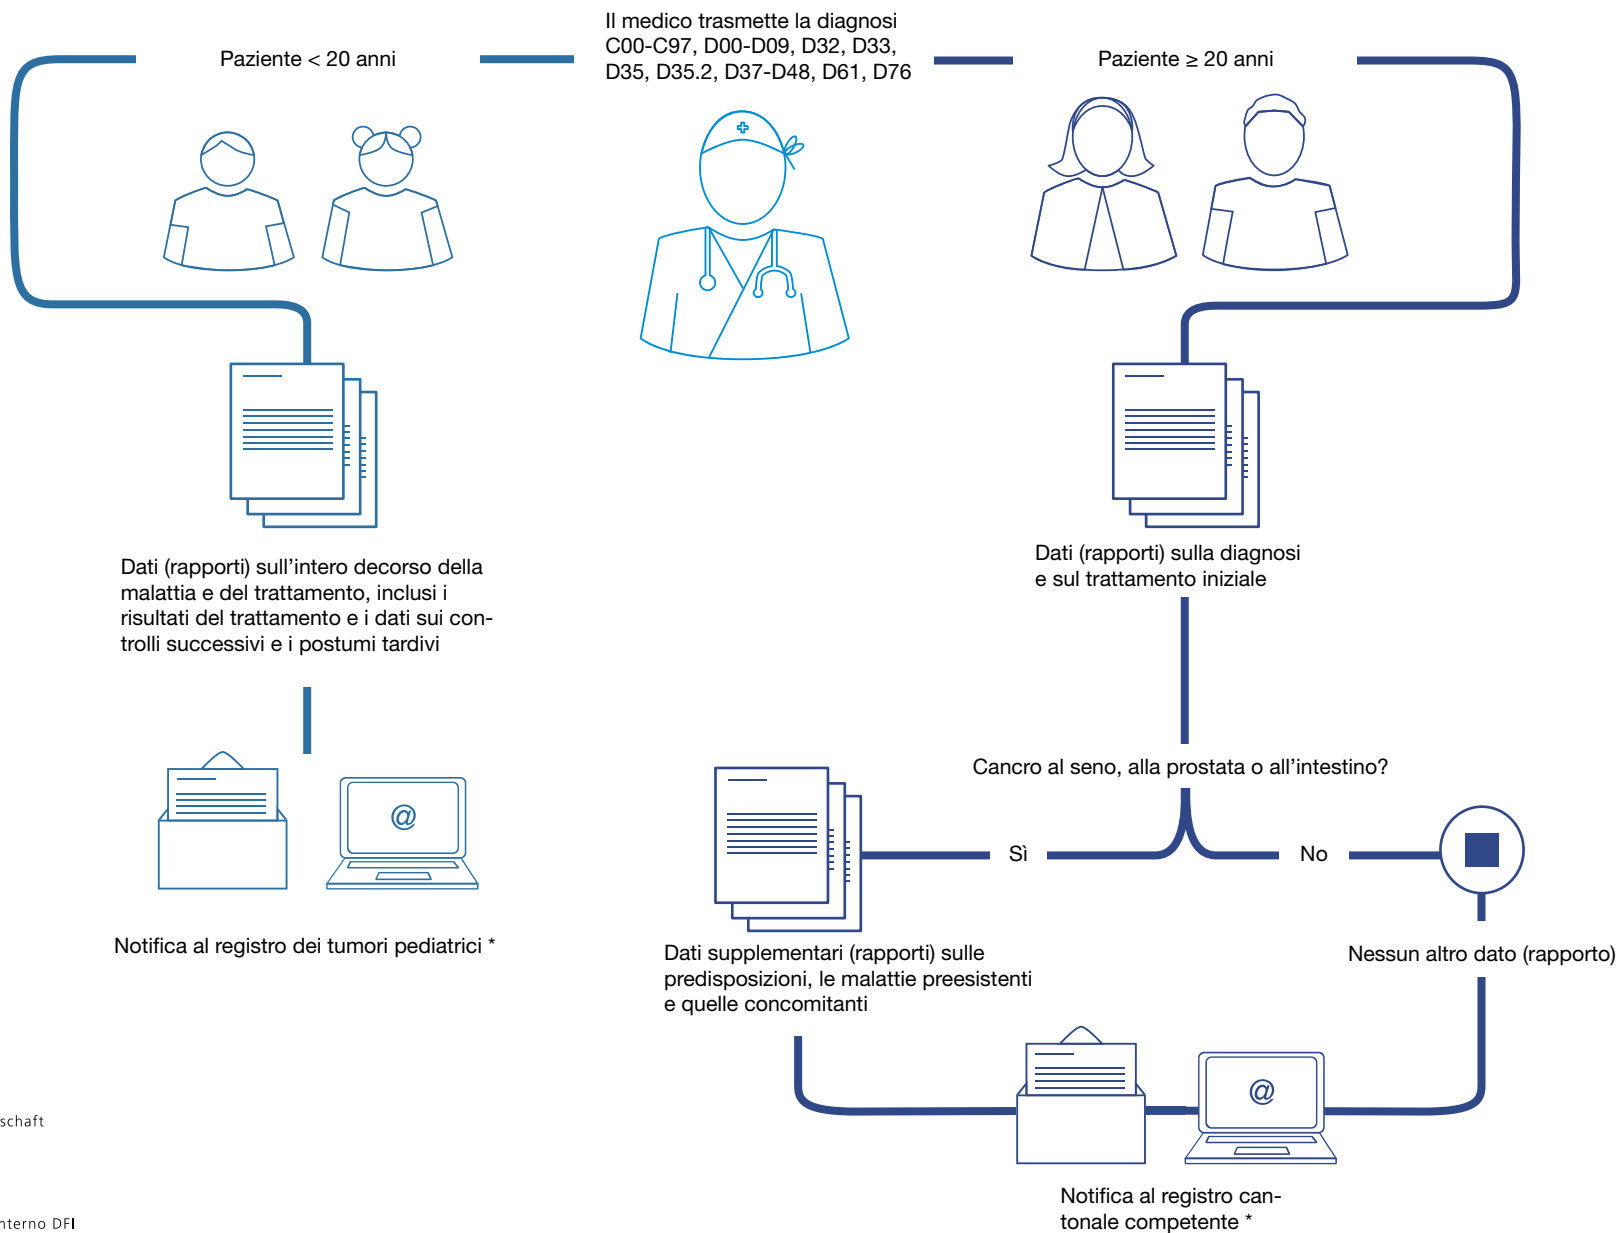 Il medico trasmette la diagnosi
C00-C97, D00-D09, D32, D33,
D35, D35.2, D37-D48, D61, D76
Paziente < 20 anni
Paziente ≥ 20 anni
Dati (rapporti) sull’intero decorso della
malattia e del trattamento, inclusi i
risultati del trattamento e i dati sui con-
trolli successivi e i postumi tardivi
@
Notifica al registro dei tumori pediatrici *
Dati (rapporti) sulla diagnosi
e sul trattamento iniziale
Cancro al seno, alla prostata o all’intestino?
Sì
No
Dati supplementari (rapporti) sulle
predisposizioni, le malattie preesistenti
e quelle concomitanti
Nessun altro dato (rapporto)
@
Notifica al registro can-
tonale competente *
schaft
nterno DFI